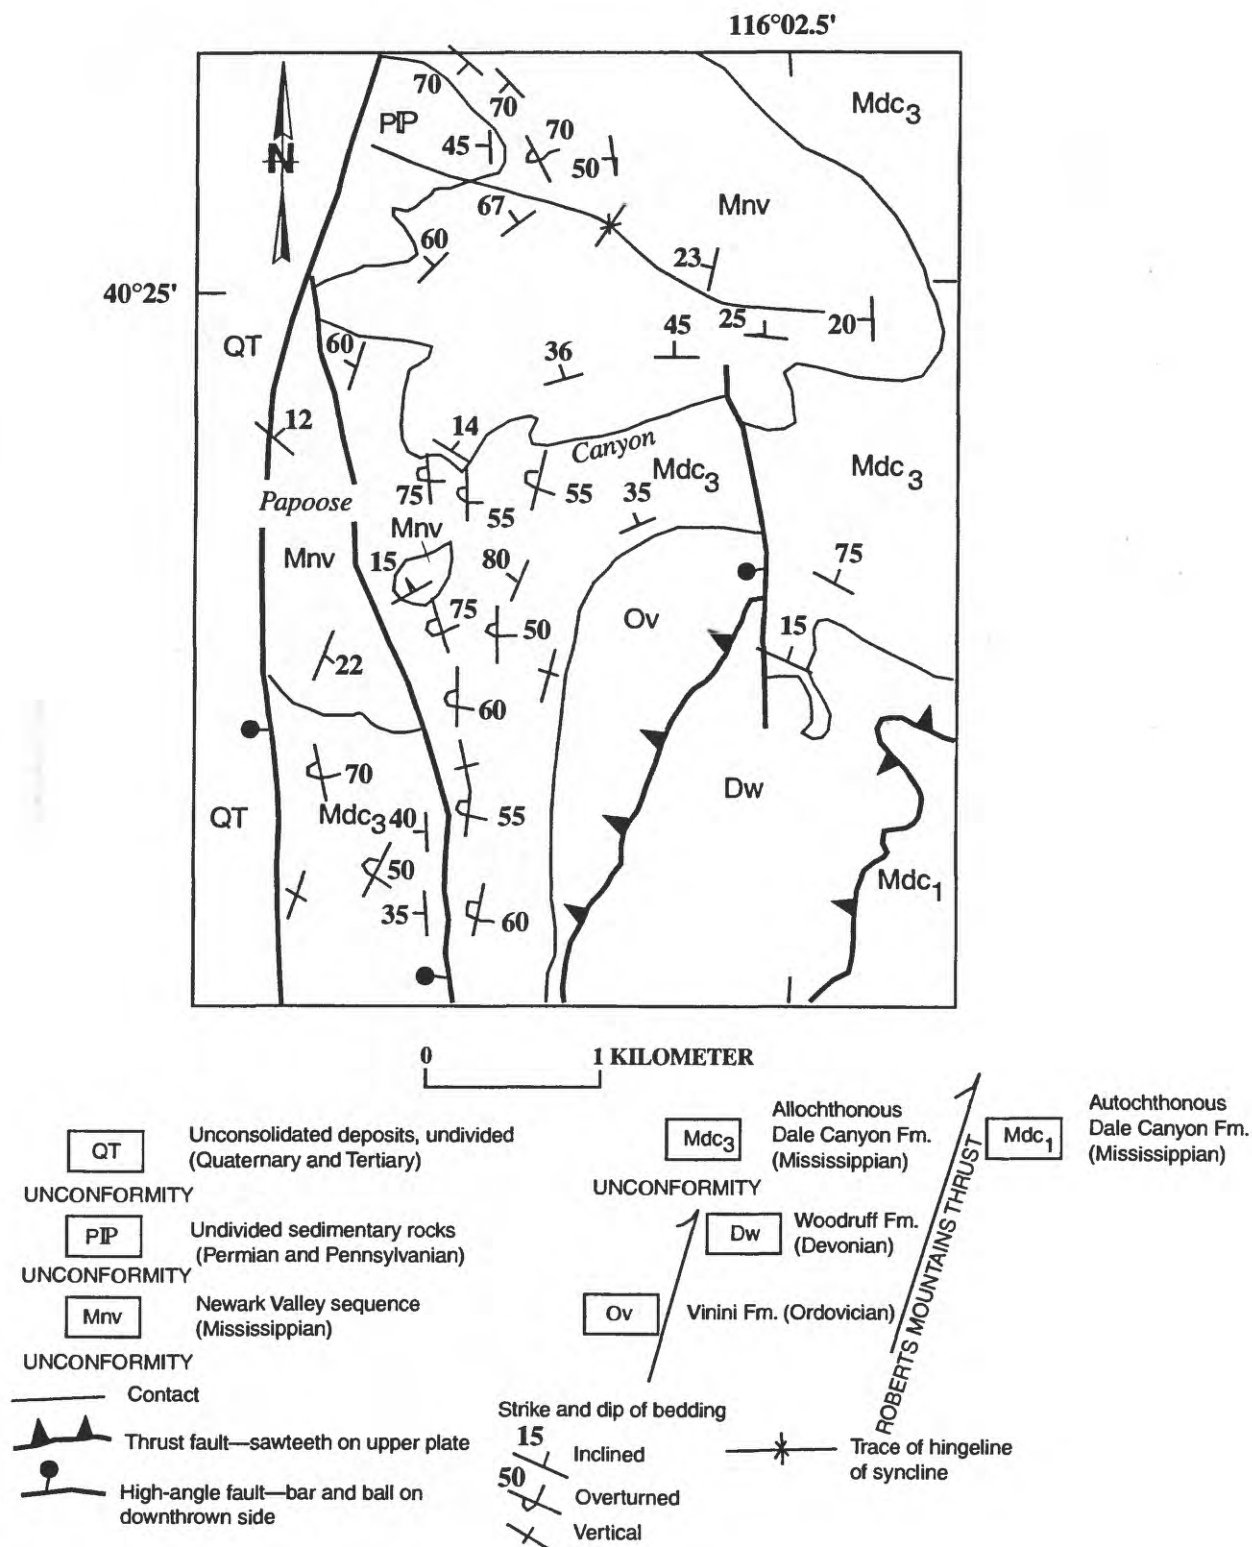 116°02.5'
70
70
Mdc3
PIP
45
70
50
N
Mnv
67
60
23
40°25'
25
20
45
QT
60
36
12
14
Canyon
Mdc3
Mdc3
75
55
35
Papoose
55
Mnv
Mnv
15
80
75
75
50
Ov
15
22
60
70
Dw
QT
Mdc3
40
55
50
Mdc1
35
60
0 1 KILOMETER
QT
Unconsolidated deposits, undivided
(Quaternary and Tertiary)
UNCONFORMITY
PIP
Undivided sedimentary rocks
(Permian and Pennsylvanian)
UNCONFORMITY
Mnv
Newark Valley sequence
(Mississippian)
UNCONFORMITY
Contact
Thrust fault—sawteeth on upper plate
High-angle fault—bar and ball on
downthrown side
Mdc3
Allochthonous
Dale Canyon Fm.
(Mississippian)
UNCONFORMITY
Dw
Woodruff Fm.
(Devonian)
Ov
Vinini Fm. (Ordovician)
ROBERTS MOUNTAINS THRUST
Mdc1
Autochthonous
Dale Canyon Fm.
(Mississippian)
Strike and dip of bedding
15
Inclined
50
Overturned
Vertical
Trace of hingeline
of syncline